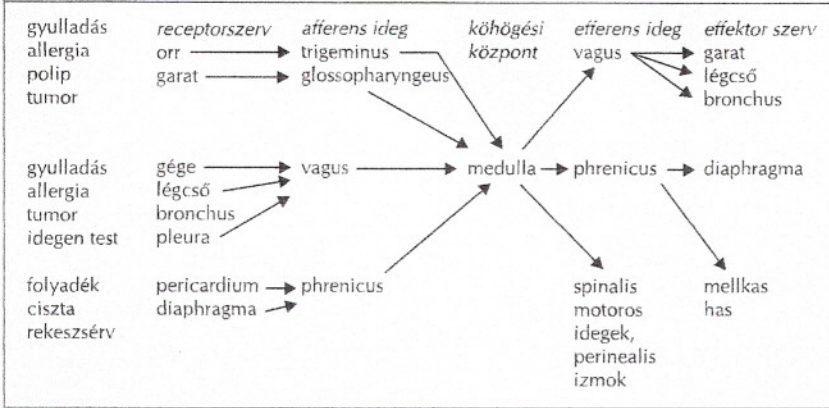 gyulladás receptorszerv afferens ideg köhögési efferens ideg effektor szerv
allergia orr trigeminus központ vagus garat
polip garat glossopharyngeus légcső
tumor bronchus
gyulladás gége vagus medulla phrenicus diaphragma
allergia légcső
tumor bronchus
idegen test pleura
folyadék pericardium phrenicus spinalis mellkas
ciszta diaphragma motoros has
rekeszsérv idegek,
perinealis
izmok